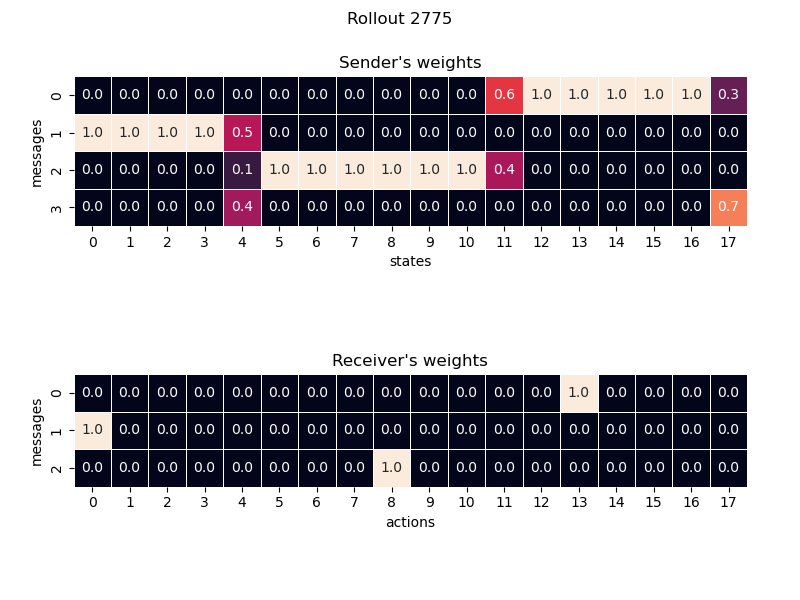 Rollout 2775
Sender's weights
messages
0 0.0 0.0 0.0 0.0 0.0 0.0 0.0 0.0 0.0 0.0 0.0 0.6 1.0 1.0 1.0 1.0 1.0 0.3
1 1.0 1.0 1.0 1.0 0.5 0.0 0.0 0.0 0.0 0.0 0.0 0.0 0.0 0.0 0.0 0.0 0.0 0.0
2 0.0 0.0 0.0 0.0 0.1 1.0 1.0 1.0 1.0 1.0 1.0 0.4 0.0 0.0 0.0 0.0 0.0 0.0
3 0.0 0.0 0.0 0.0 0.4 0.0 0.0 0.0 0.0 0.0 0.0 0.0 0.0 0.0 0.0 0.0 0.0 0.7
0 1 2 3 4 5 6 7 8 9 10 11 12 13 14 15 16 17
states
Receiver's weights
messages
0 0.0 0.0 0.0 0.0 0.0 0.0 0.0 0.0 0.0 0.0 0.0 0.0 0.0 1.0 0.0 0.0 0.0 0.0
1 1.0 0.0 0.0 0.0 0.0 0.0 0.0 0.0 0.0 0.0 0.0 0.0 0.0 0.0 0.0 0.0 0.0 0.0
2 0.0 0.0 0.0 0.0 0.0 0.0 0.0 0.0 1.0 0.0 0.0 0.0 0.0 0.0 0.0 0.0 0.0 0.0
0 1 2 3 4 5 6 7 8 9 10 11 12 13 14 15 16 17
actions